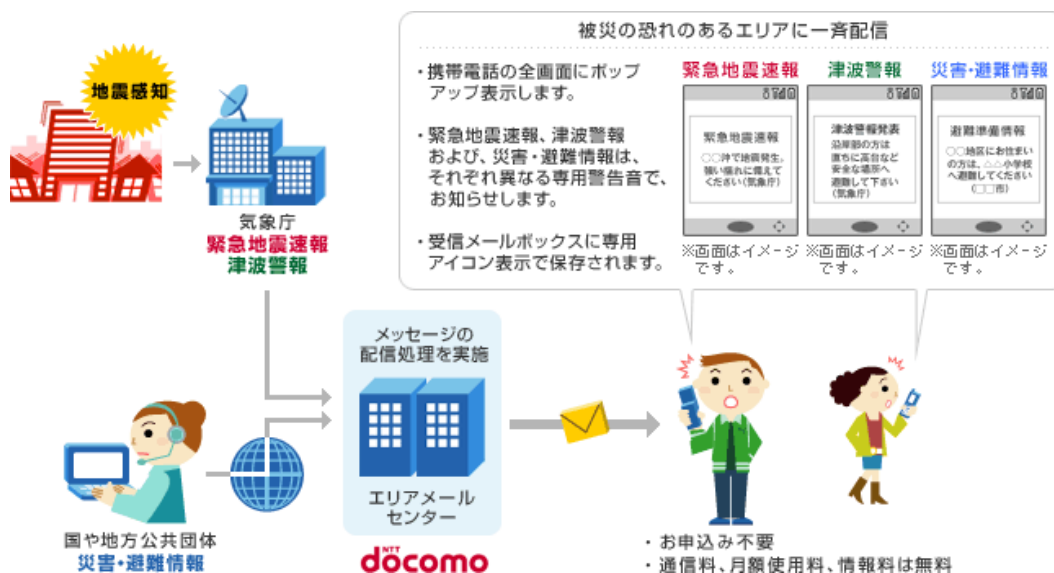 被災の恐れのあるエリアに一斉配信
地震感知
・携帯電話の全画面にポップ
アップ表示します。
・緊急地震速報、津波警報
および、災害・避難情報は、
それぞれ異なる専用警告音で、
お知らせします。
・受信メールボックスに専用
アイコン表示で保存されます。
緊急地震速報
緊急地震速報
○○沖で地震発生。
強い揺れに備えて
ください(気象庁)
※画面はイメージ
です。
津波警報
津波警報発表
沿岸部の方は
直ちに高台など
安全な場所へ
避難して下さい
(気象庁)
※画面はイメージ
です。
災害・避難情報
避難準備情報
○○地区にお住まい
の方は、△△小学校
へ避難してください
(□□市)
※画面はイメージ
です。
気象庁
緊急地震速報
津波警報
メッセージの
配信処理を実施
エリアメール
センター
NTT
docomo
国や地方公共団体
災害・避難情報
・お申込み不要
・通信料、月額使用料、情報料は無料